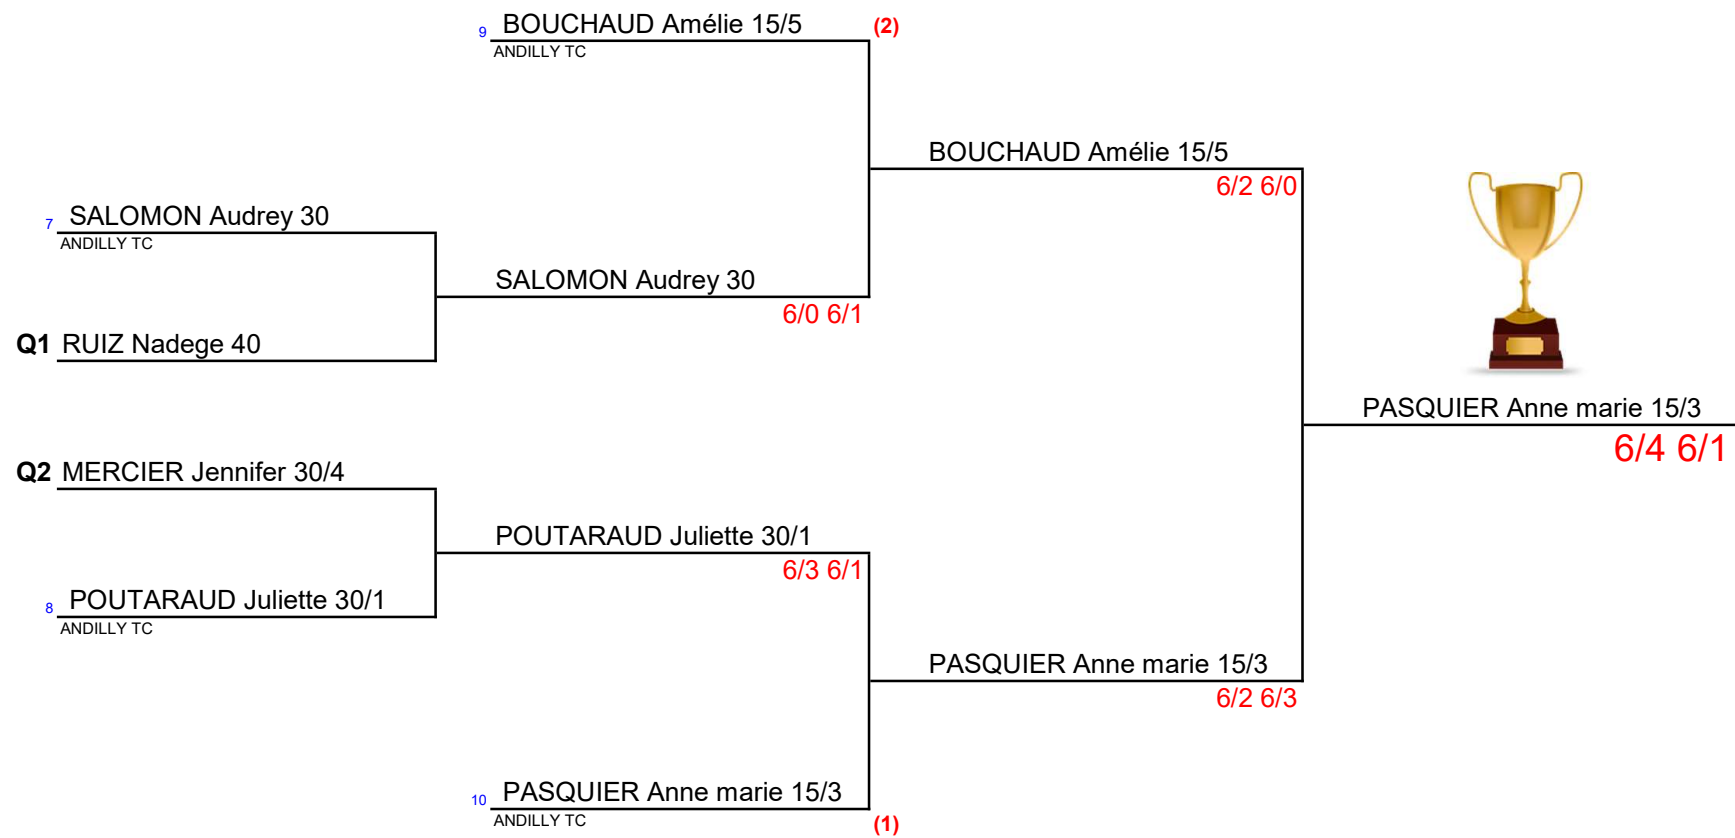 9 BOUCHAUD Amélie 15/5 (2)
ANDILLY TC
BOUCHAUD Amélie 15/5
6/2 6/0
7 SALOMON Audrey 30
ANDILLY TC
SALOMON Audrey 30
6/0 6/1
Q1 RUIZ Nadege 40
PASQUIER Anne marie 15/3
6/4 6/1
Q2 MERCIER Jennifer 30/4
POUTARAUD Juliette 30/1
6/3 6/1
8 POUTARAUD Juliette 30/1
ANDILLY TC
PASQUIER Anne marie 15/3
6/2 6/3
10 PASQUIER Anne marie 15/3
ANDILLY TC (1)